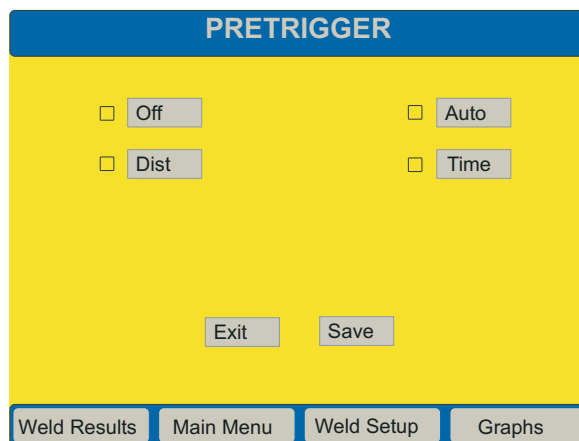 PRETRIGGER
Off Auto
Dist Time
Exit Save
Weld Results Main Menu Weld Setup Graphs